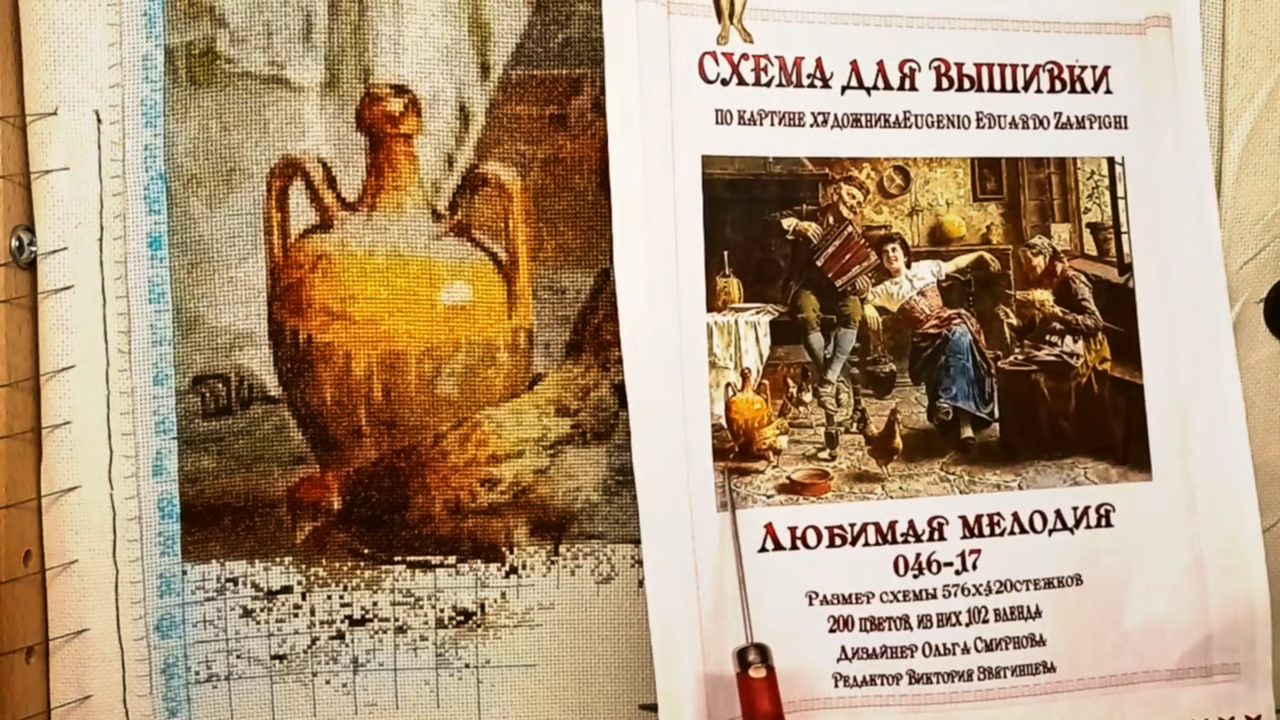 СХЕМА ДЛЯ ВЫШИВКИ
ПО КАРТИНЕ ХУДОЖНИКАEUGENIO EDUARDO ZAMPIGHI
ЛЮБИМАЯ МЕЛОДИЯ
046-17
РАЗМЕР СХЕМЫ 576Х420СТЕЖКОВ
200 ЦВЕТОВ, ИЗ НИХ 102 БЛЕНДА
ДИЗАЙНЕР ОЛЬГА СМИРНОВА
РЕДАКТОР ВИКТОРИЯ ЗВЯГИНЦЕВА